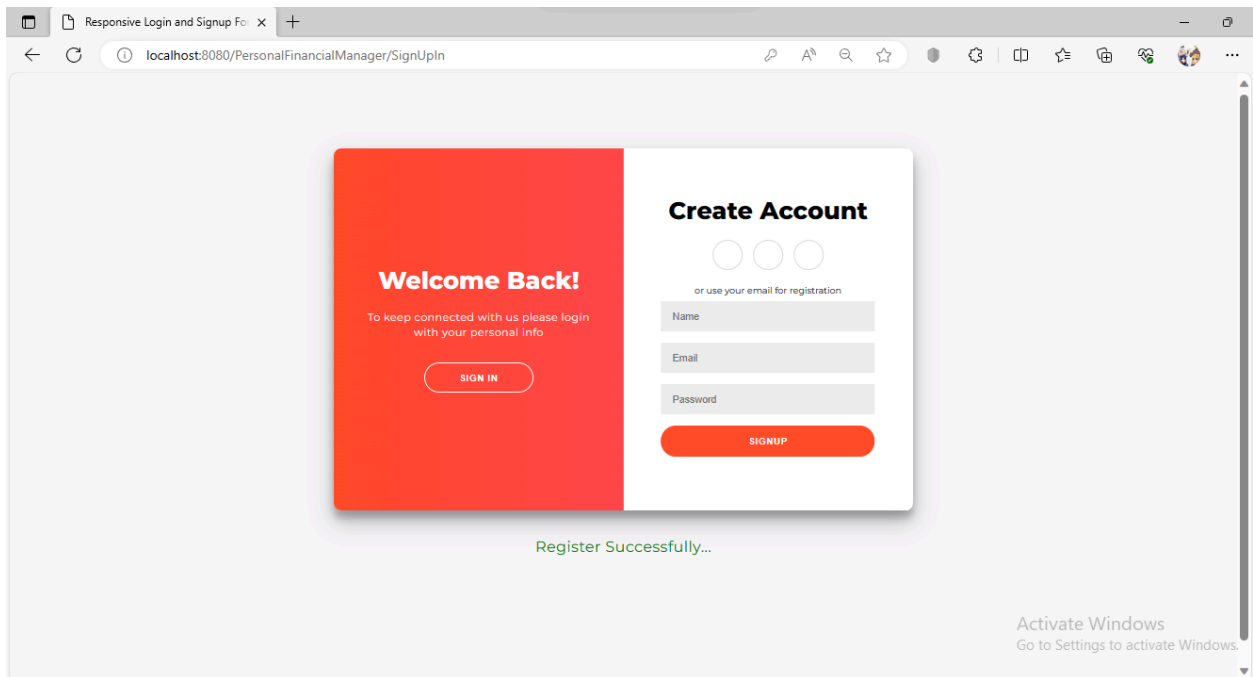 Responsive Login and Signup For
localhost:8080/PersonalFinancialManager/SignUpIn
Welcome Back!
To keep connected with us please login
with your personal info
SIGN IN
Create Account
or use your email for registration
Name
Email
Password
SIGNUP
Register Successfully...
Activate Windows
Go to Settings to activate Windows.